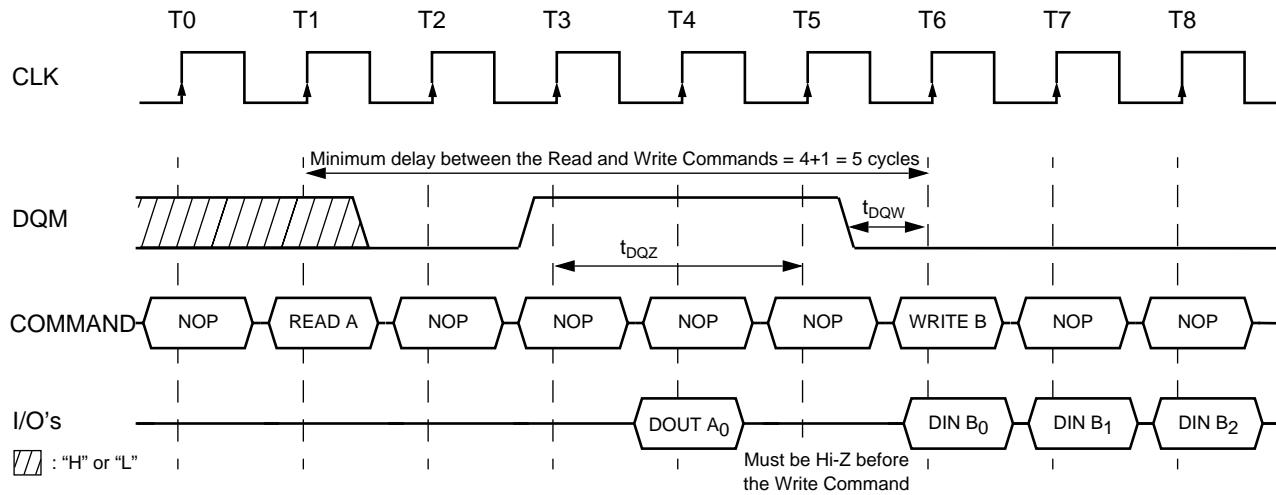 T0 T1 T2 T3 T4 T5 T6 T7 T8
CLK
Minimum delay between the Read and Write Commands = 4+1 = 5 cycles
DQM
tDQW
tDQZ
COMMAND NOP READ A NOP NOP NOP NOP WRITE B NOP NOP
I/O's DOUT A0 DIN B0 DIN B1 DIN B2
: “H” or “L”
Must be Hi-Z before
the Write Command